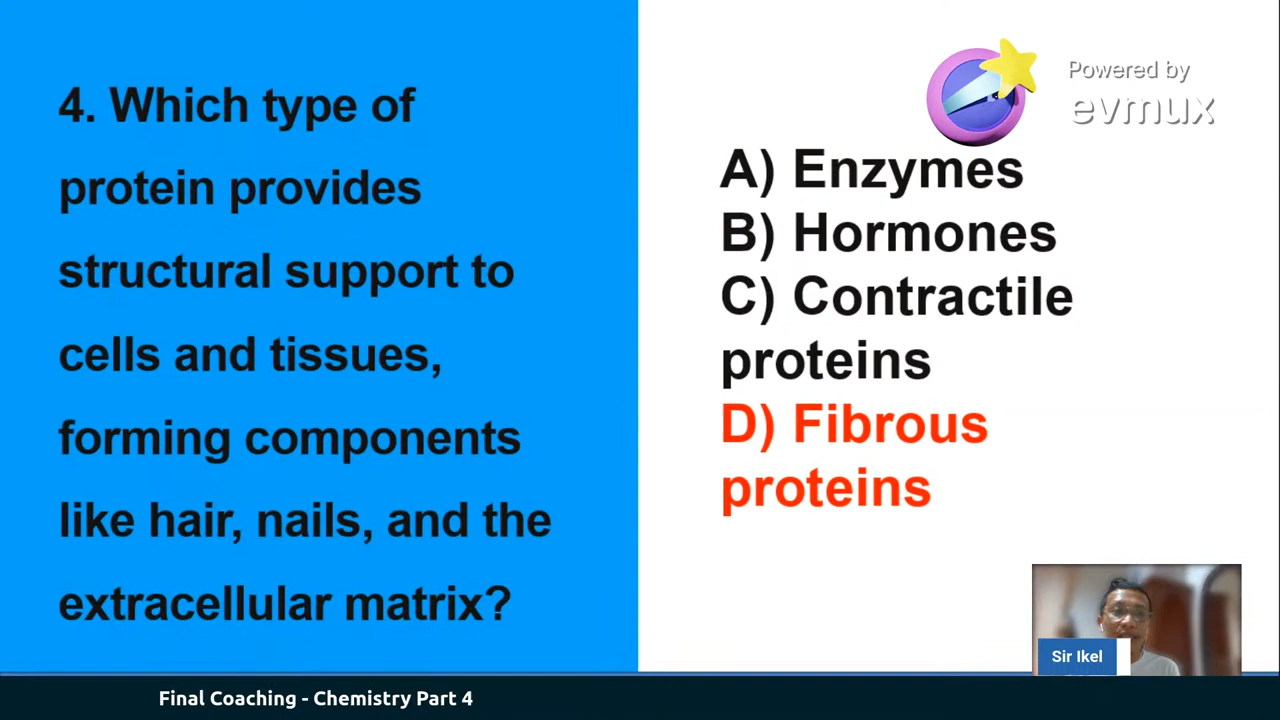 4. Which type of
protein provides
structural support to
cells and tissues,
forming components
like hair, nails, and the
extracellular matrix?
Powered by
evmux
A) Enzymes
B) Hormones
C) Contractile
proteins
D) Fibrous
proteins
Sir Ikel
Final Coaching - Chemistry Part 4